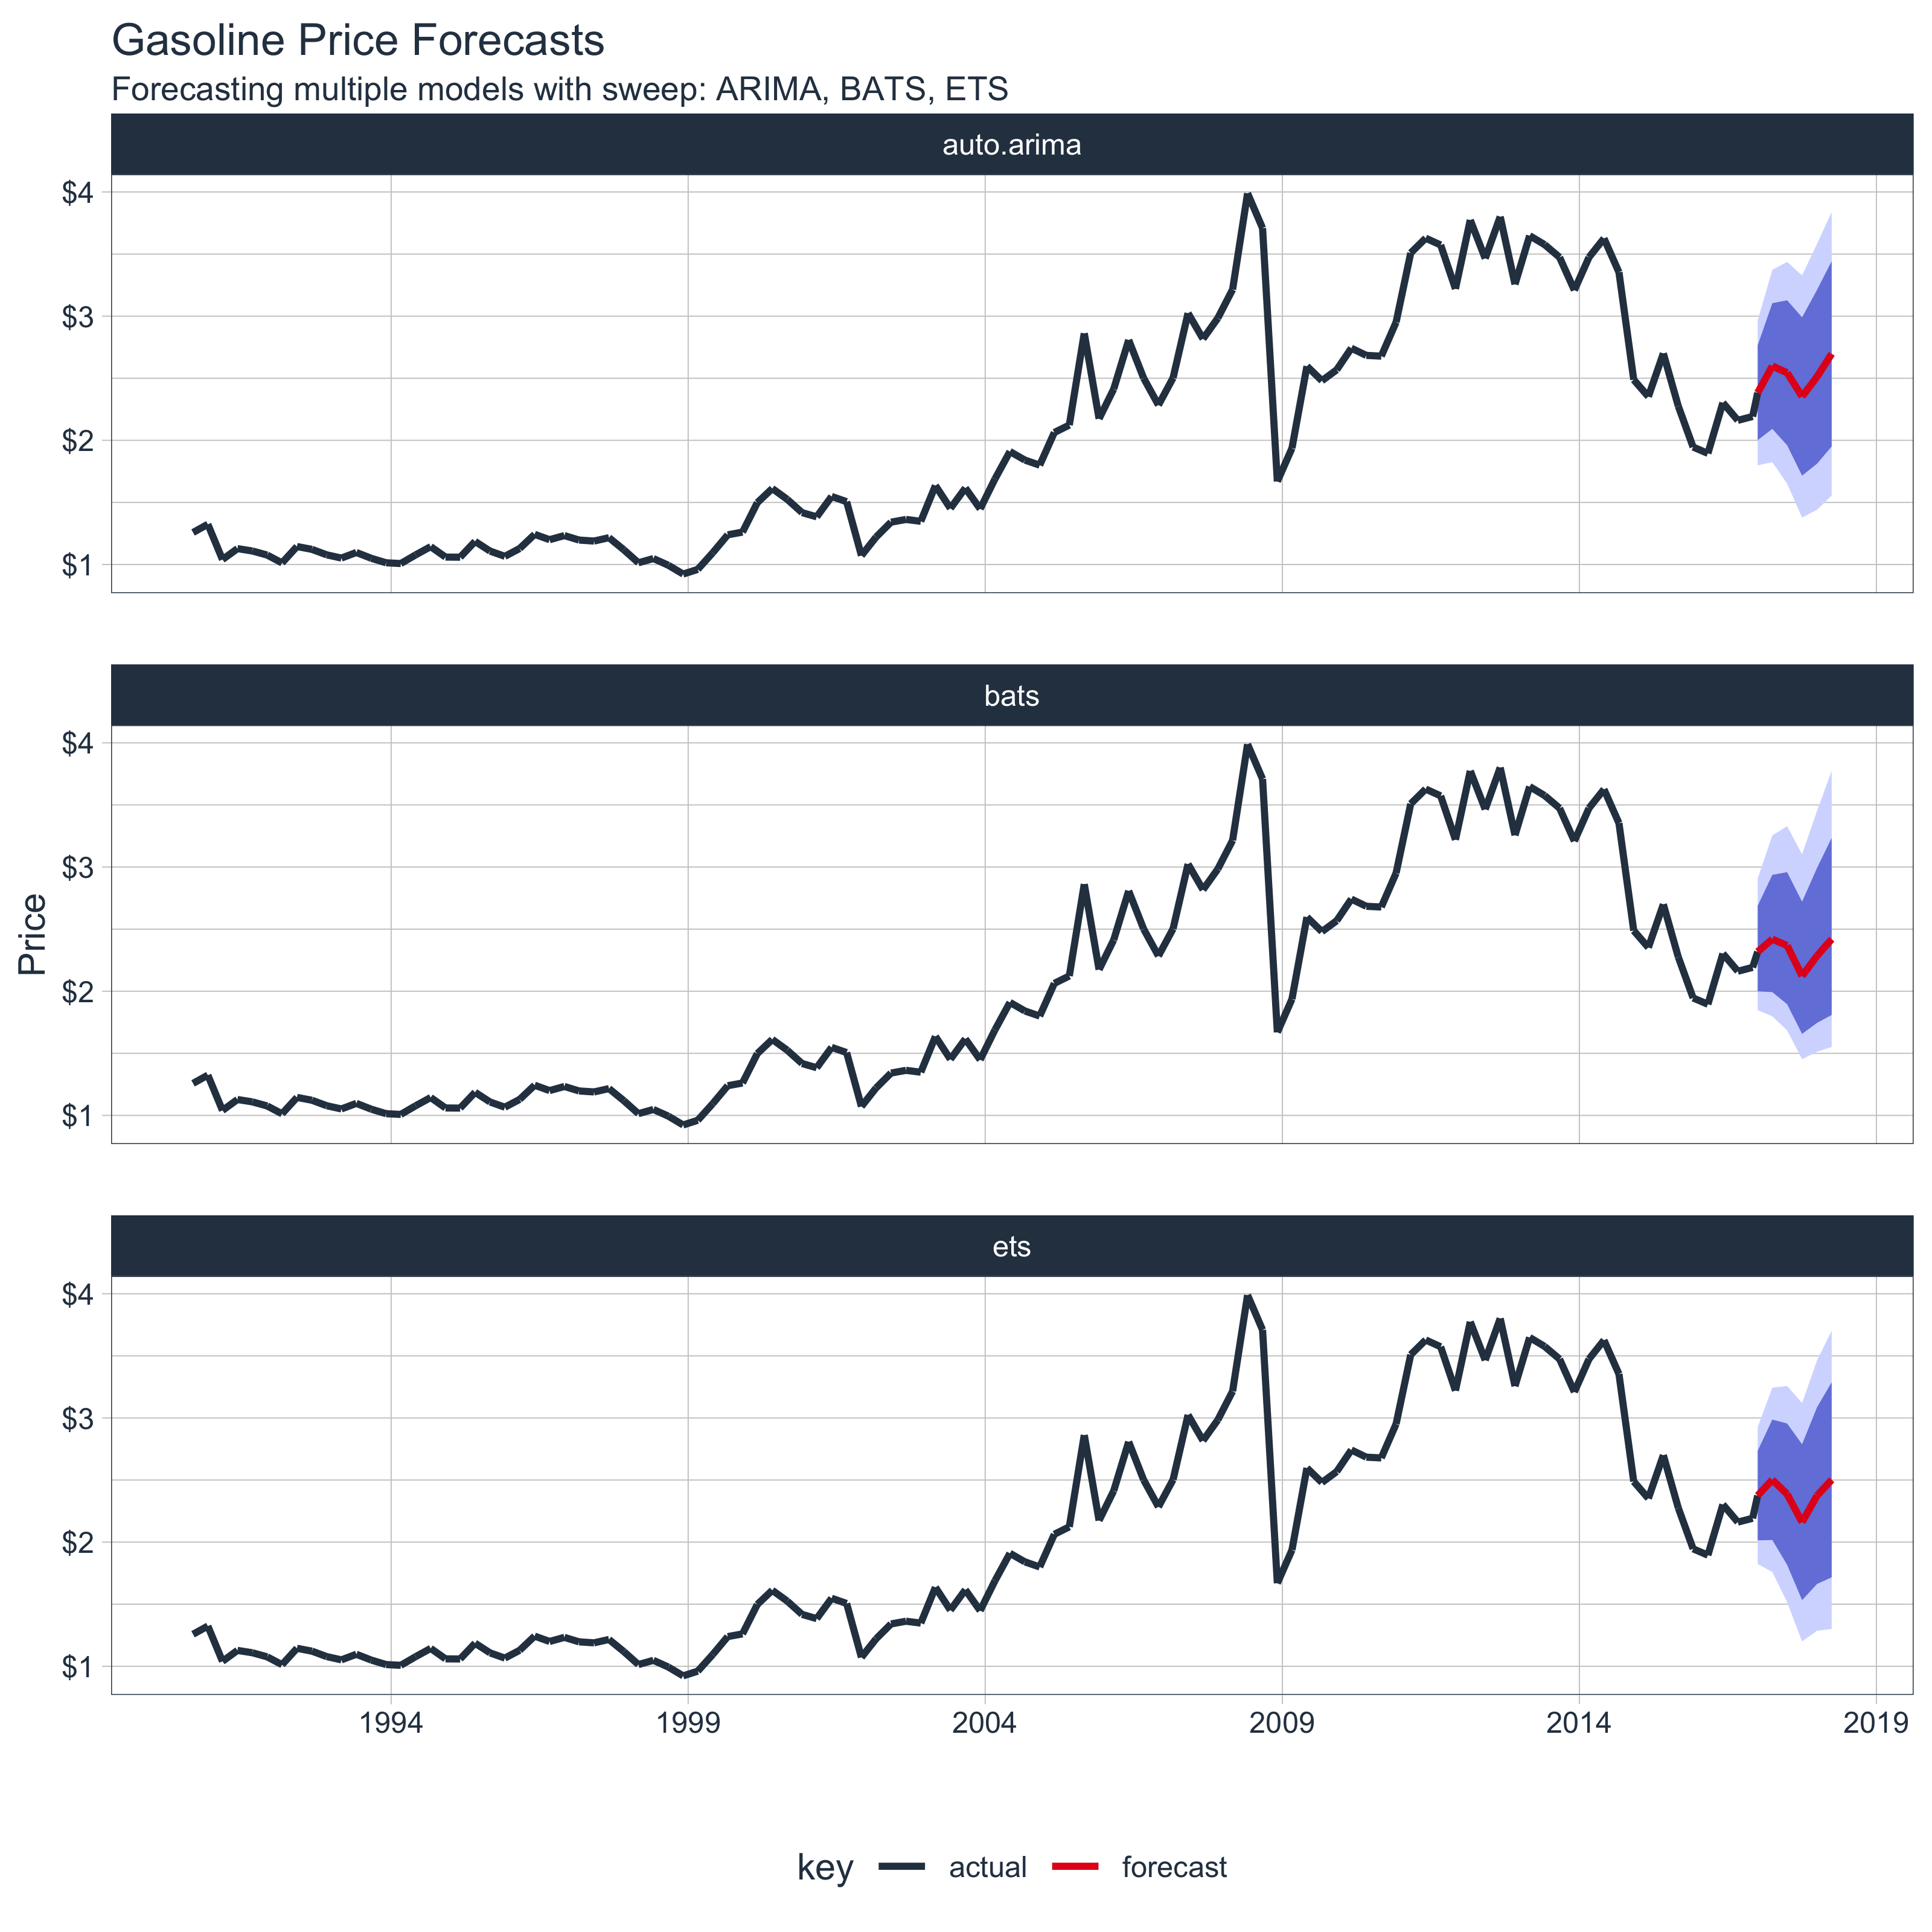 Gasoline Price Forecasts
Forecasting multiple models with sweep: ARIMA, BATS, ETS
auto.arima
$4
$3
$2
$1
bats
$4
$3
$2
$1
Price
ets
$4
$3
$2
$1
1994 1999 2004 2009 2014 2019
key actual forecast